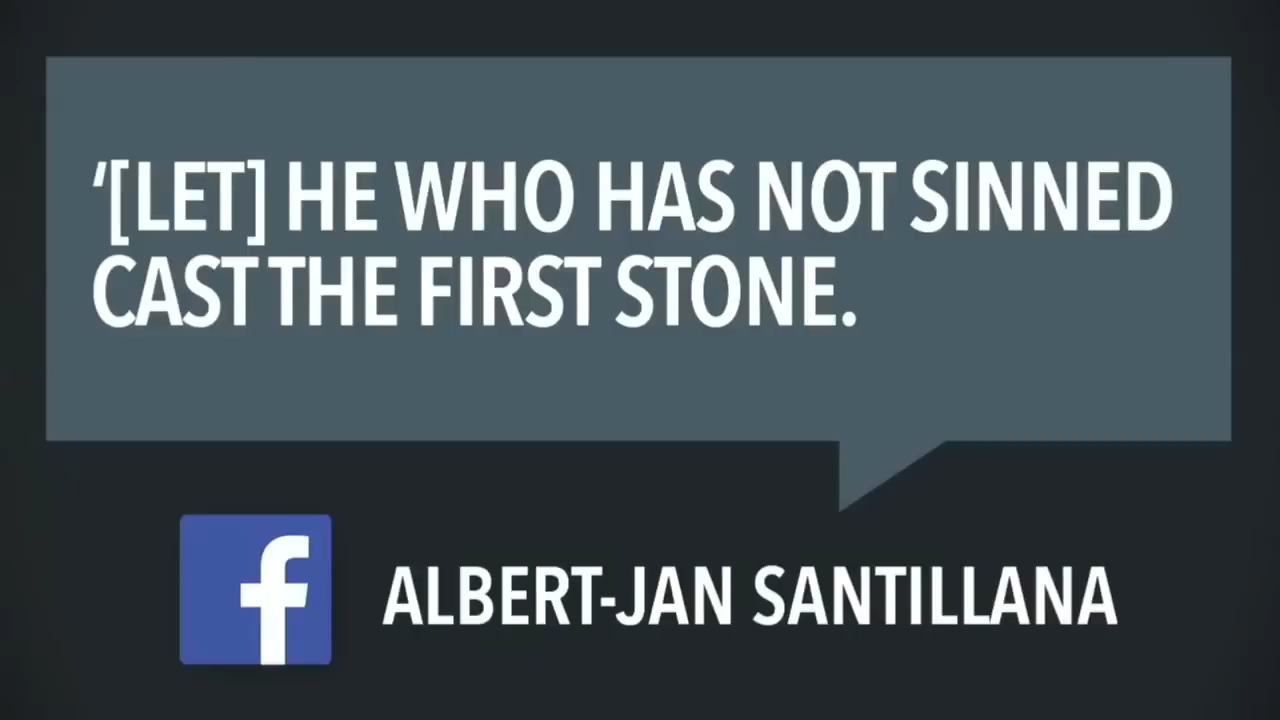 ‘[LET] HE WHO HAS NOT SINNED
CAST THE FIRST STONE.
ALBERT-JAN SANTILLANA